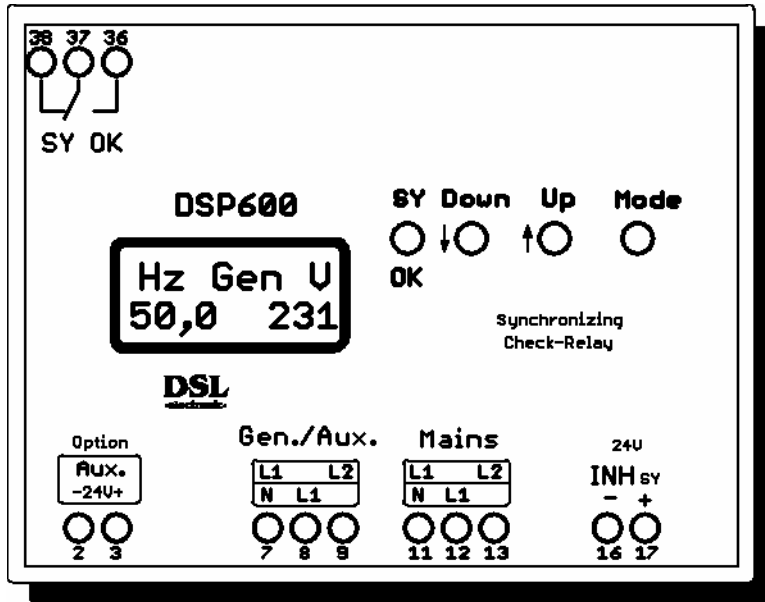 38 37 36
SY OK
DSP600
SY Down Up Mode
OK
Hz Gen V
50,0 231
Synchronizing
Check-Relay
DSL
electronic
Option
Aux.
-24V+
2 3
Gen./Aux.
L1 L2
N L1
7 8 9
Mains
L1 L2
N L1
11 12 13
24V
INH SY
- +
16 17